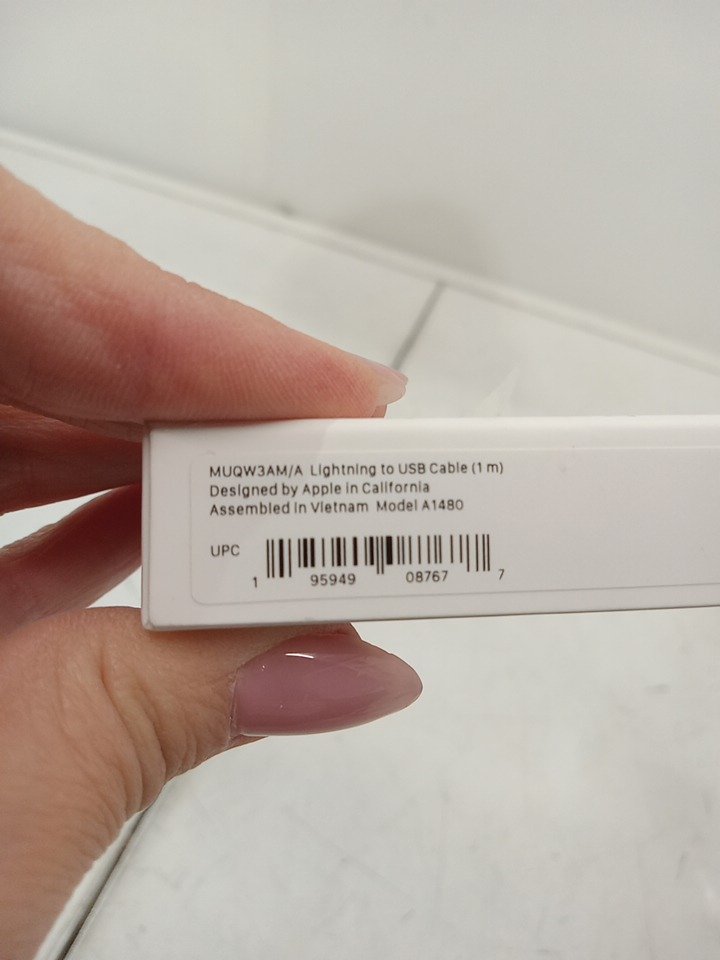 MUQW3AM/A Lightning to USB Cable (1 m)
Designed by Apple in California
Assembled in Vietnam Model A1480
UPC
1 95949 08767 7